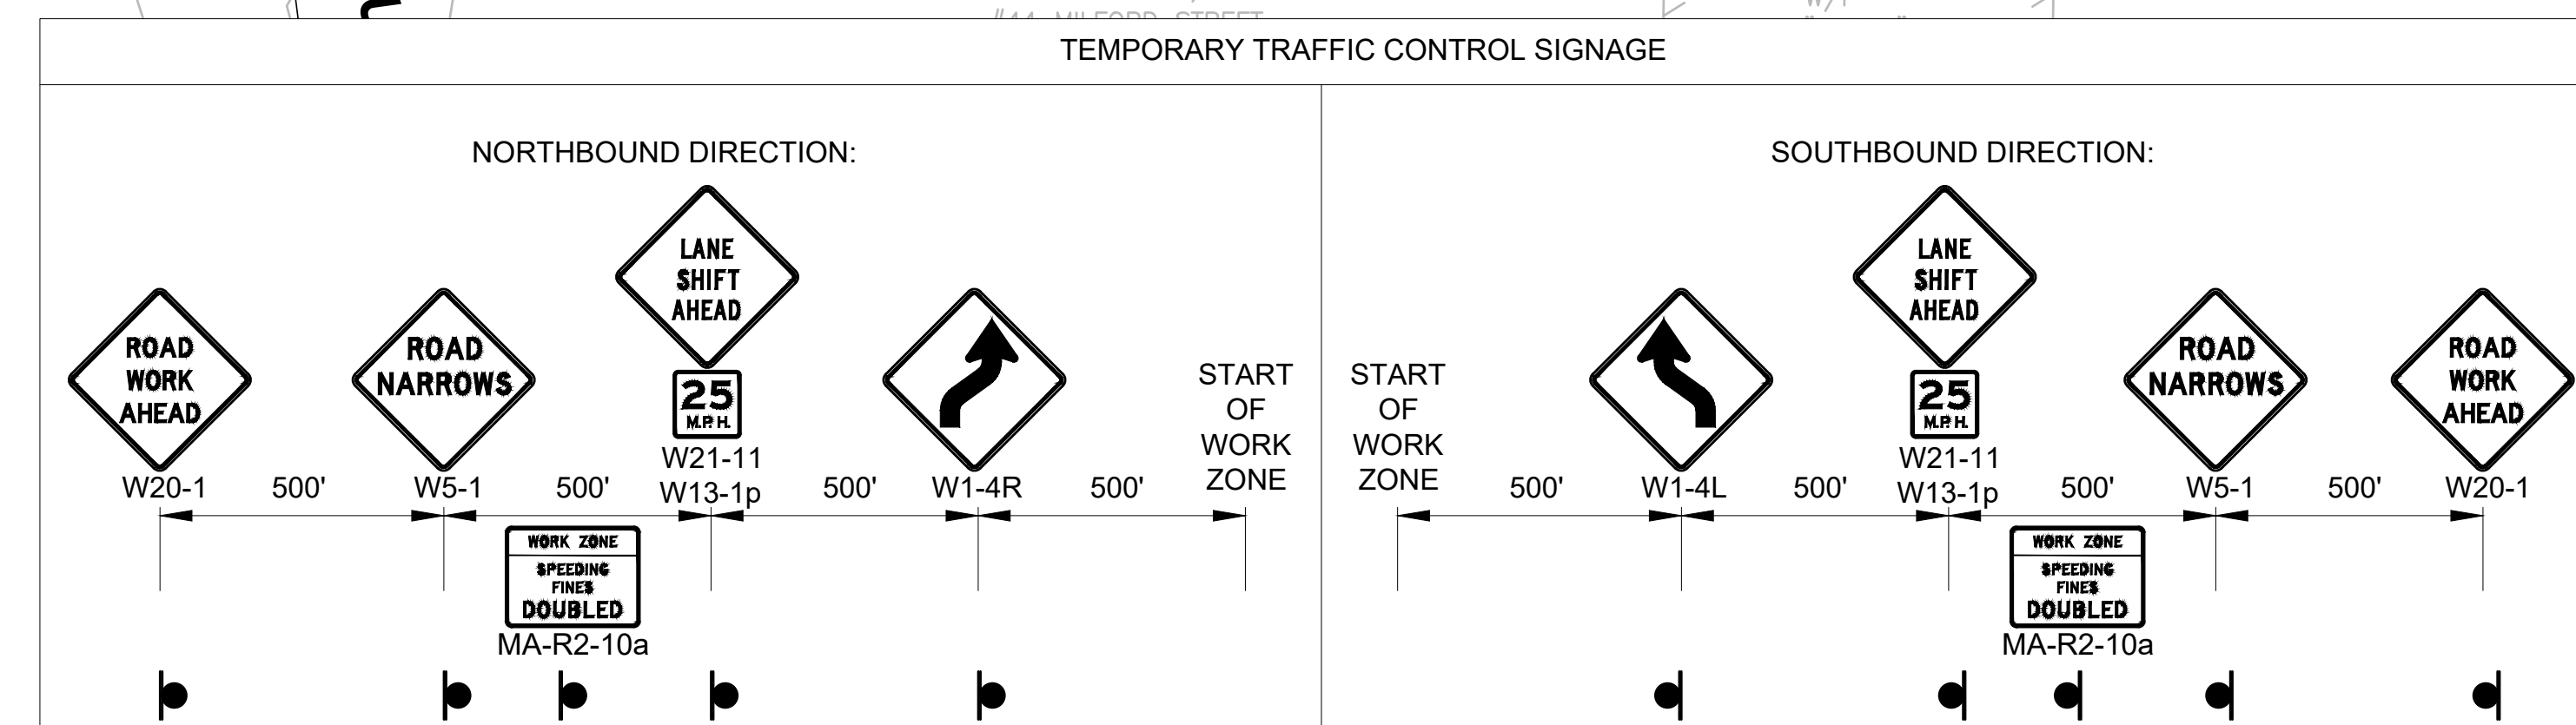 #44 MILFORD STREET
W/F
TEMPORARY TRAFFIC CONTROL SIGNAGE
NORTHBOUND DIRECTION:
ROAD
WORK
AHEAD
W20-1
500'
ROAD
NARROWS
W5-1
500'
WORK ZONE
SPEEDING
FINES
DOUBLED
MA-R2-10a
LANE
SHIFT
AHEAD
25
M.P.H.
W21-11
W13-1p
500'
W1-4R
500'
START
OF
WORK
ZONE
SOUTHBOUND DIRECTION:
START
OF
WORK
ZONE
500'
W1-4L
500'
LANE
SHIFT
AHEAD
25
M.P.H.
W21-11
W13-1p
500'
WORK ZONE
SPEEDING
FINES
DOUBLED
MA-R2-10a
ROAD
NARROWS
W5-1
500'
ROAD
WORK
AHEAD
W20-1